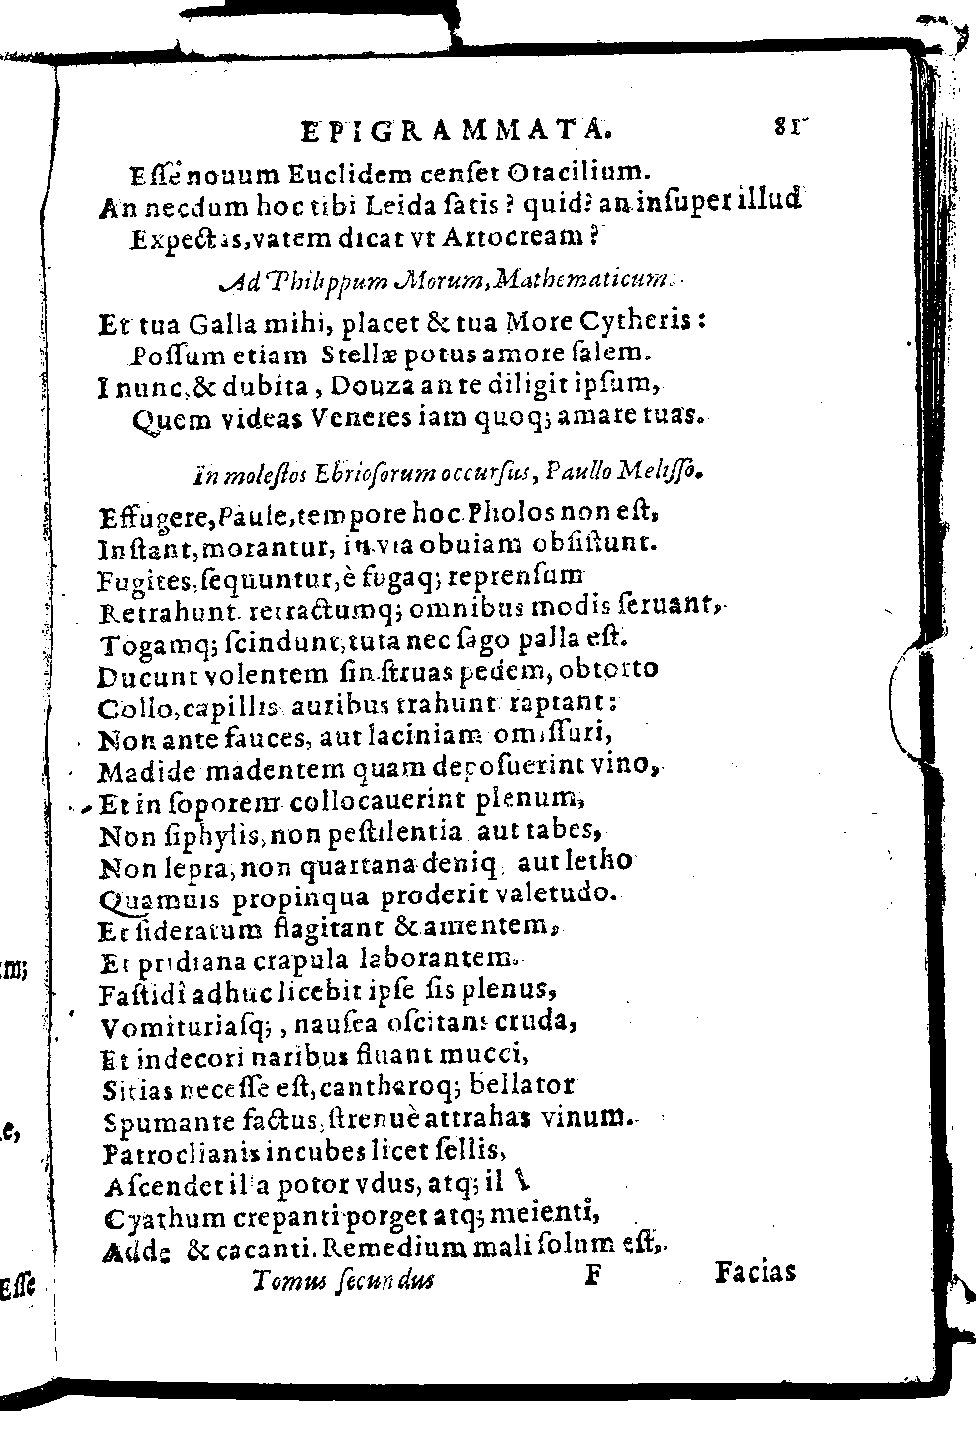 EPIGRAMMATA. 81
Eſſe nouum Euclidem cenſet Otacilium.
An necdum hoc tibi Leida ſatis? quid? an inſuper illud
Expectas, vatem dicat vt Artocream?
Ad Philippum Morum, Mathematicum.
Et tua Galla mihi, placet & tua More Cytheris:
Poſſum etiam Stellæ potus amore ſalem.
I nunc, & dubita, Douza an te diligit ipſum,
Quem videas Veneres iam quoq; amare tuas.
In moleſtos Ebrioſorum occurſus, Paullo Meliſſo.
Effugere, Paule, tempore hoc Pholos non eſt,
Inſtant, morantur, in via obuiam obſiſtunt.
Fugites, ſequuntur, è fugaq; reprenſum
Retrahunt. retractumq; omnibus modis ſeruant,
Togamq; ſcindunt, tuta nec ſago palla eſt.
Ducunt volentem ſin ſtruas pedem, obtorto
Collo, capillis auribus trahunt raptant:
Non ante fauces, aut laciniam omiſſuri,
Madide madentem quam depoſuerint vino,
Et in ſoporem collocauerint plenum,
Non ſiphylis, non peſtilentia aut tabes,
Non lepra, non quartana deniq; aut letho
Quamuis propinqua proderit valetudo.
Et ſideratum flagitant & amentem,
Et pridiana crapula laborantem.
Faſtidî adhuc licebit ipſe ſis plenus,
Vomituriaſq;, nauſea oſcitans cruda,
Et indecori naribus fluant mucci,
Sitias neceſſe eſt, cantharoq; bellator
Spumante factus, ſtrenuè attrahas vinum.
Patroclianis incubes licet ſellis,
Aſcendet illa potor vdus, atq; il
Cyathum crepanti porget atq; meienti,
Adde & cacanti. Remedium mali ſolum eſt,
Tomus ſecundus F Facias
em;
e,
Eſſe